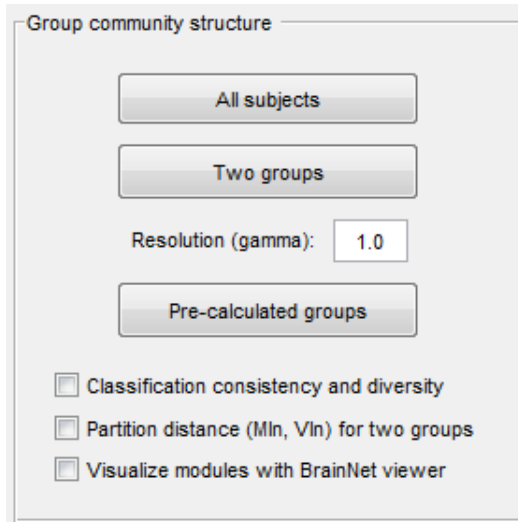 Group community structure
All subjects
Two groups
Resolution (gamma): 1.0
Pre-calculated groups
Classification consistency and diversity
Partition distance (MIn, VIn) for two groups
Visualize modules with BrainNet viewer